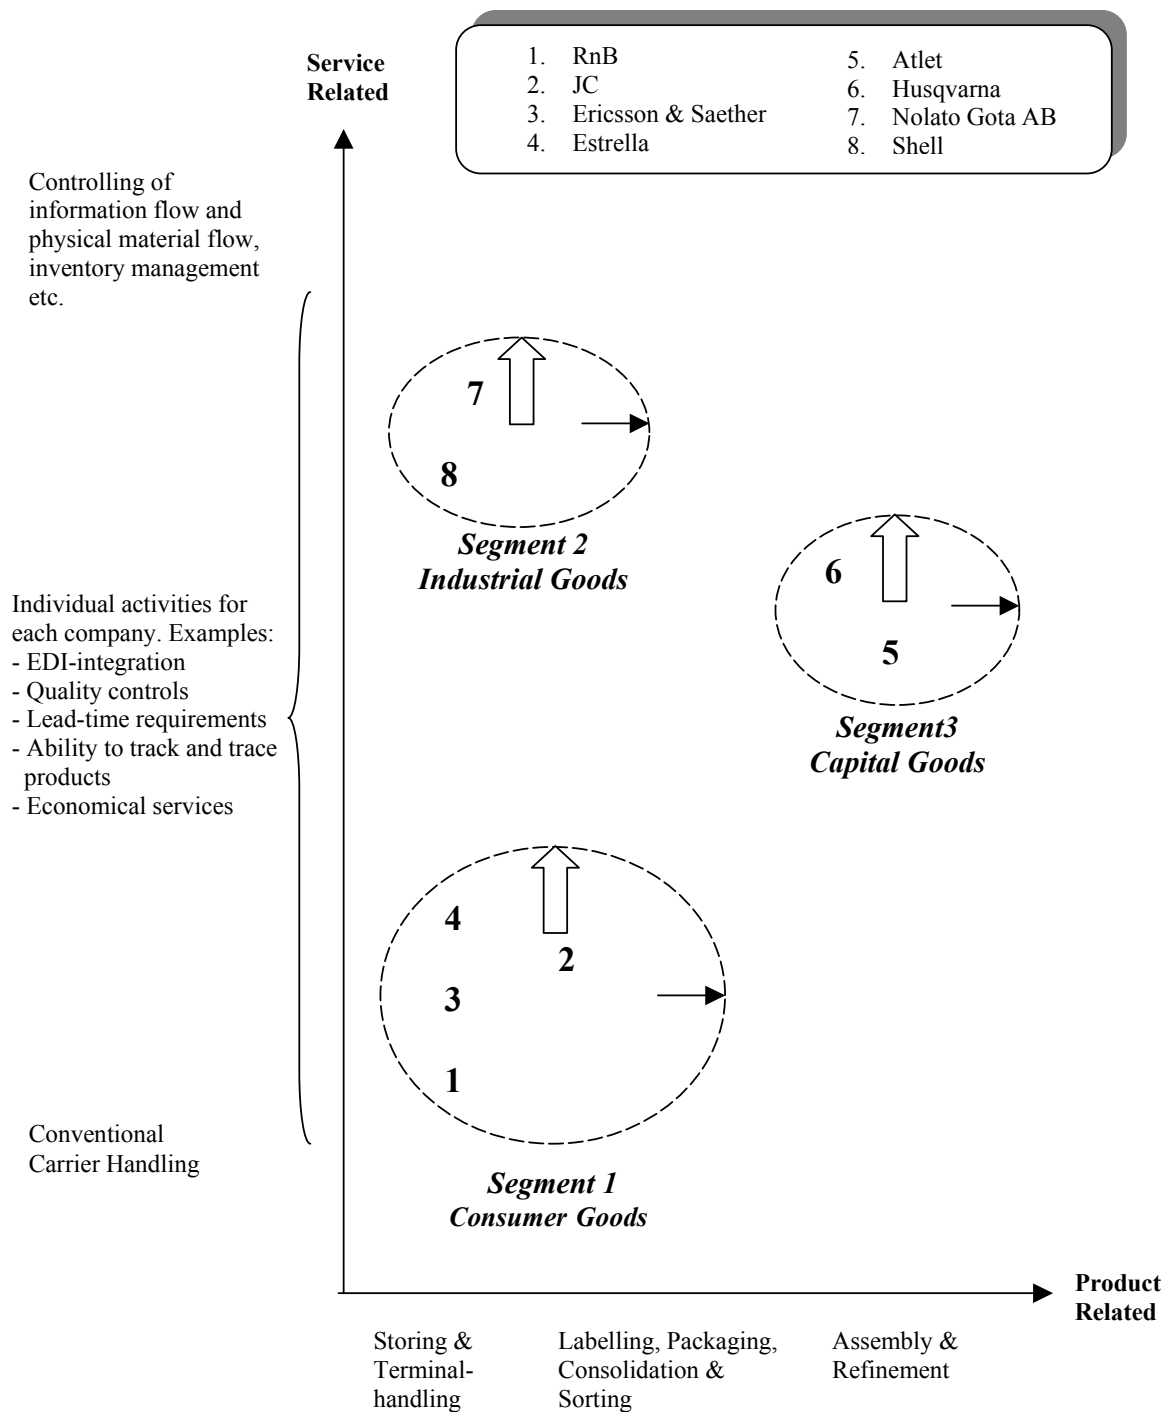 Service
Related
1. RnB
2. JC
3. Ericsson & Saether
4. Estrella
5. Atlet
6. Husqvarna
7. Nolato Gota AB
8. Shell
Controlling of
information flow and
physical material flow,
inventory management
etc.
7
8
Segment 2
Industrial Goods
6
5
Segment3
Capital Goods
Individual activities for
each company. Examples:
- EDI-integration
- Quality controls
- Lead-time requirements
- Ability to track and trace
products
- Economical services
4
2
3
1
Conventional
Carrier Handling
Segment 1
Consumer Goods
Product
Related
Storing &
Terminal-
handling
Labelling, Packaging,
Consolidation &
Sorting
Assembly &
Refinement